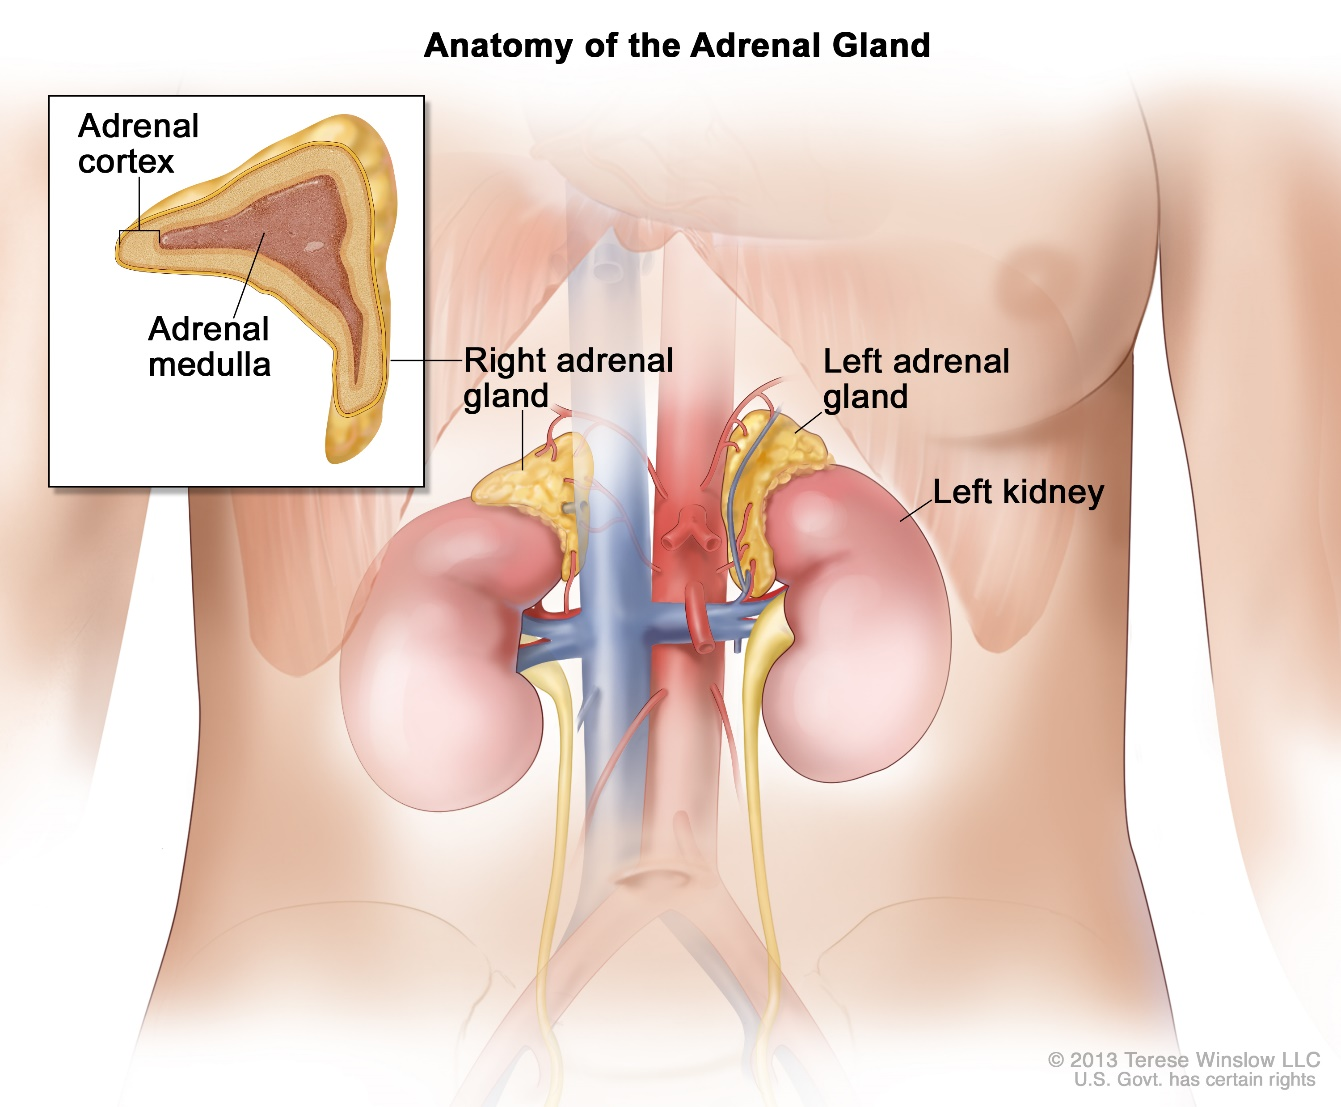 Anatomy of the Adrenal Gland
Adrenal
cortex
Adrenal
medulla
Right adrenal
gland
Left adrenal
gland
Left kidney
© 2013 Terese Winslow LLC
U.S. Govt. has certain rights